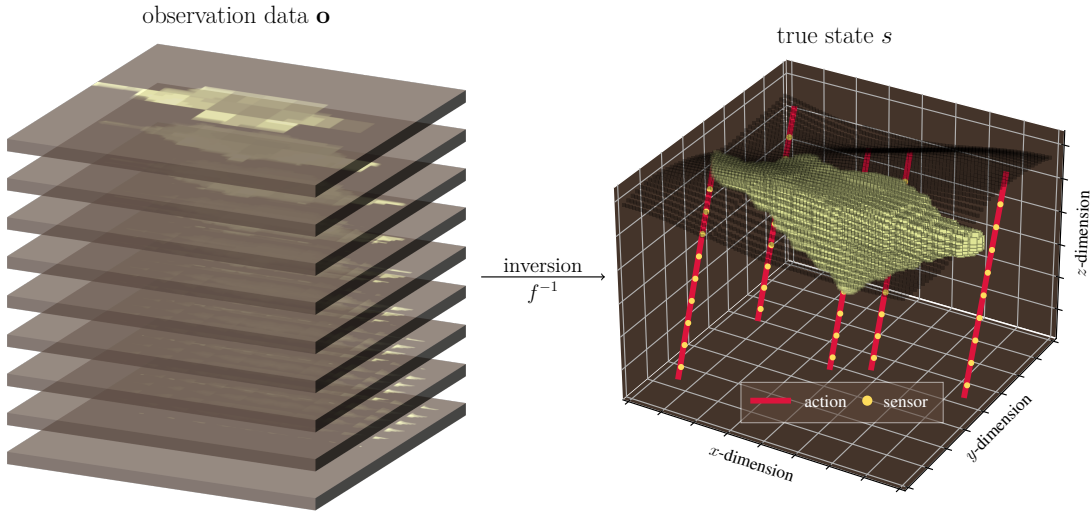 observation data o
true state s
inversion
f⁻¹
z-dimension
action
sensor
x-dimension
y-dimension